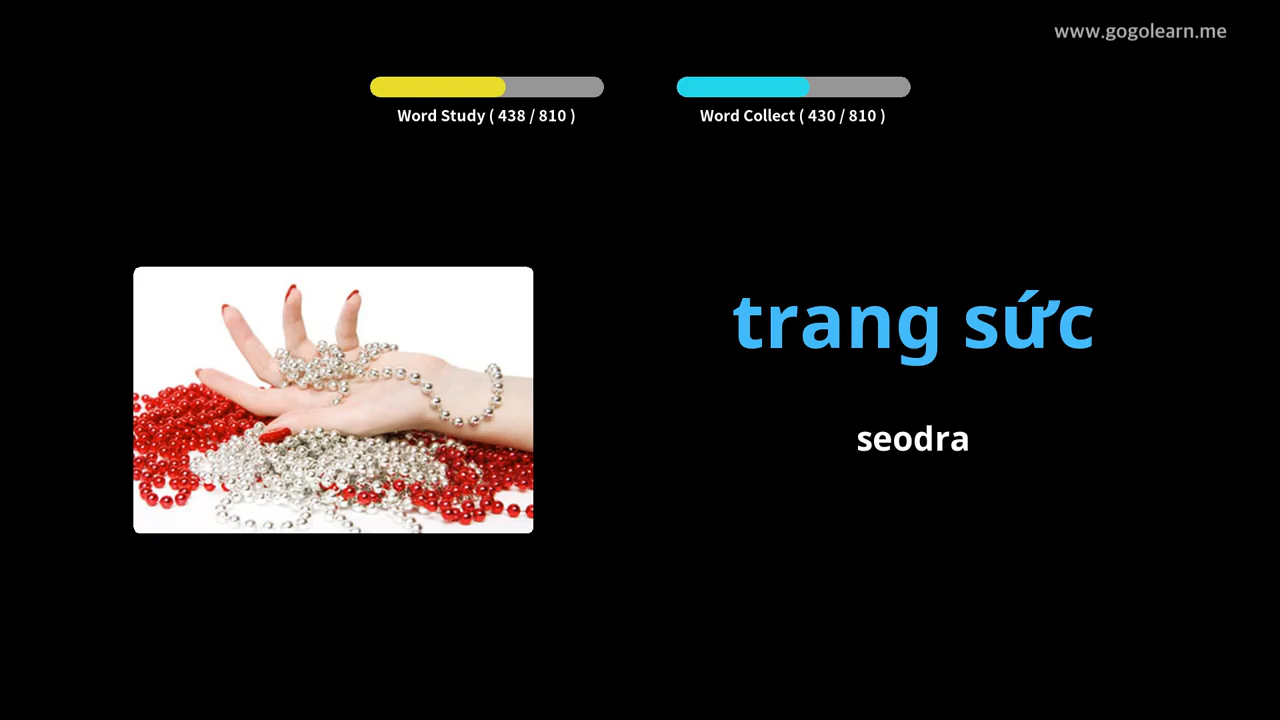 www.gogolearn.me
Word Study ( 438 / 810 )
Word Collect ( 430 / 810 )
trang sức
seodra